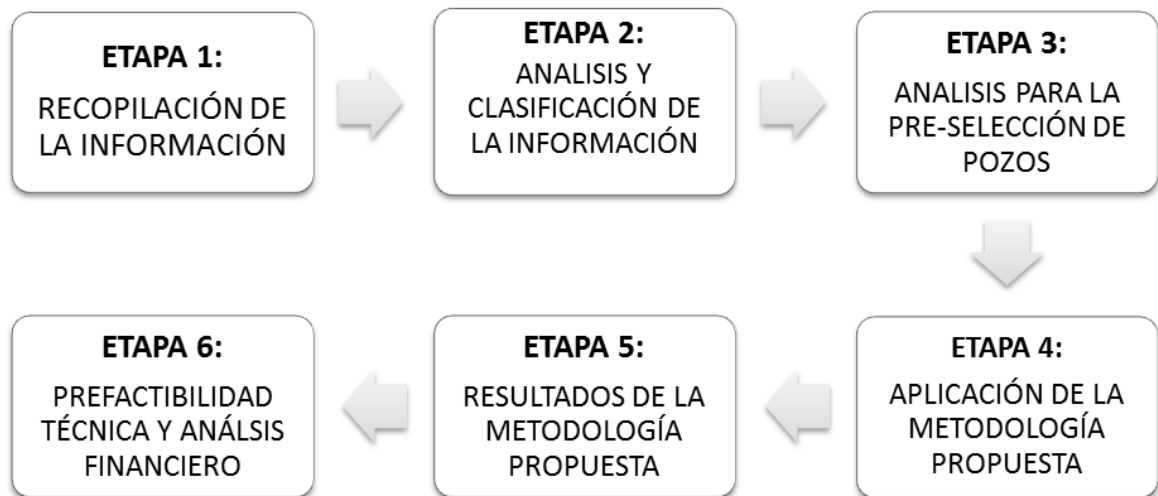 ETAPA 1:
RECOPILACIÓN DE
LA INFORMACIÓN
ETAPA 2:
ANALISIS Y
CLASIFICACIÓN DE
LA INFORMACIÓN
ETAPA 3:
ANALISIS PARA LA
PRE-SELECCIÓN DE
POZOS
ETAPA 4:
APLICACIÓN DE LA
METODOLOGÍA
PROPUESTA
ETAPA 5:
RESULTADOS DE LA
METODOLOGÍA
PROPUESTA
ETAPA 6:
PREFACTIBILIDAD
TÉCNICA Y ANÁLSIS
FINANCIERO